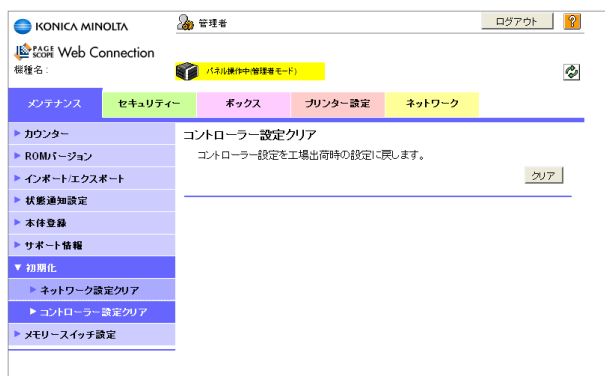 KONICA MINOLTA
管理者
ログアウト
?
PAGE SCOPE Web Connection
機種名:
パネル操作中(管理者モード)
メンテナンス
セキュリティー
ボックス
プリンター設定
ネットワーク
カウンター
ROMバージョン
インポート/エクスポート
状態通知設定
本体登録
サポート情報
初期化
ネットワーク設定クリア
コントローラー設定クリア
メモリースイッチ設定
コントローラー設定クリア
コントローラー設定を工場出荷時の設定に戻します。
クリア